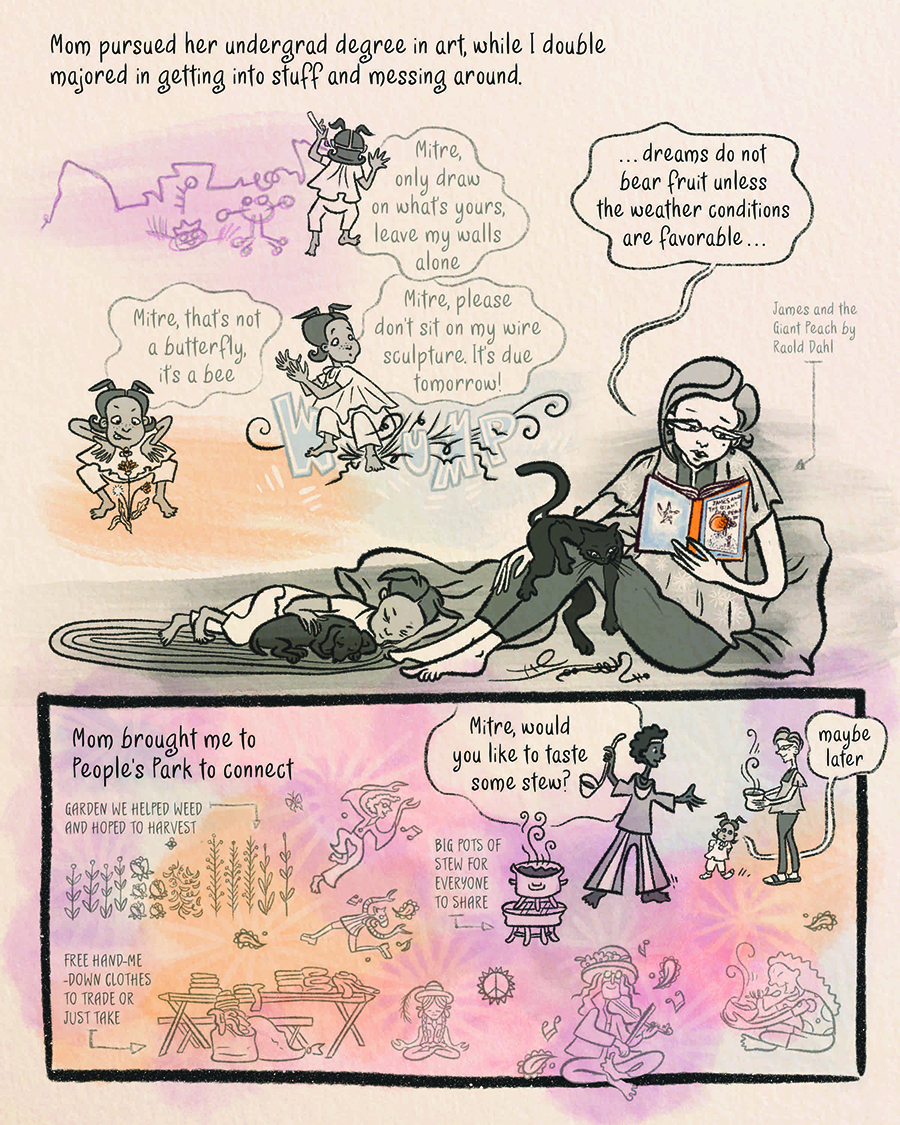 Mom pursued her undergrad degree in art, while I double
majored in getting into stuff and messing around.
Mitre,
only draw
on what's yours,
leave my walls
alone
...dreams do not
bear fruit unless
the weather conditions
are favorable...
Mitre, that's not
a butterfly,
it's a bee
Mitre, please
don't sit on my wire
sculpture. It's due
tomorrow!
James and the
Giant Peach by
Raold Dahl
WHUMP
JAMES AND
THE GIANT
PEACH
Mom brought me to
People's Park to connect
Mitre, would
you like to taste
some stew?
maybe
later
GARDEN WE HELPED WEED
AND HOPED TO HARVEST
BIG POTS OF
STEW FOR
EVERYONE
TO SHARE
FREE HAND-ME
-DOWN CLOTHES
TO TRADE OR
JUST TAKE